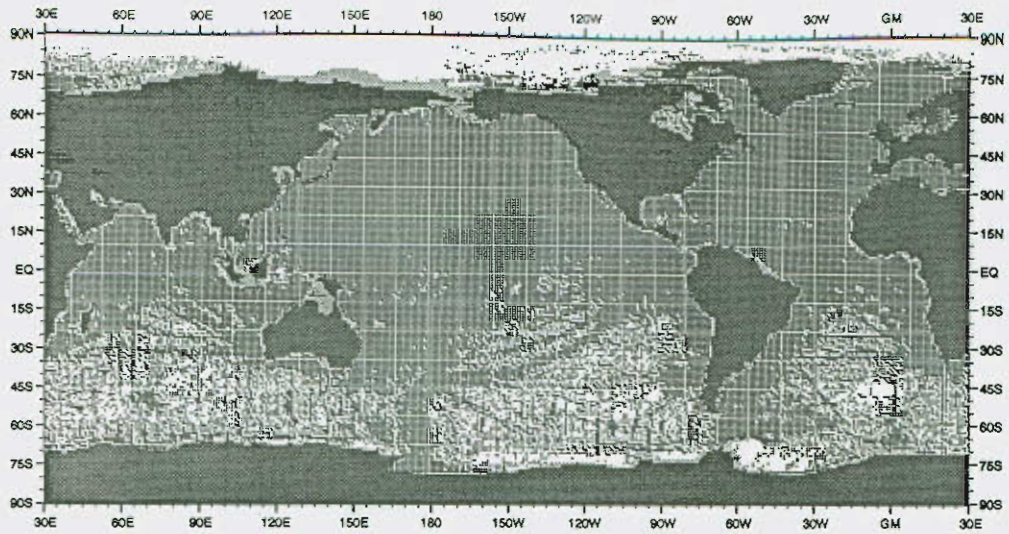 30E 60E 90E 120E 150E 180 150W 120W 90W 60W 30W GM 30E
90N 90N
75N 75N
60N 60N
45N 45N
30N 30N
15N 15N
EQ EQ
15S 15S
30S 30S
45S 45S
60S 60S
75S 75S
90S 90S
30E 60E 90E 120E 150E 180 150W 120W 90W 60W 30W GM 30E